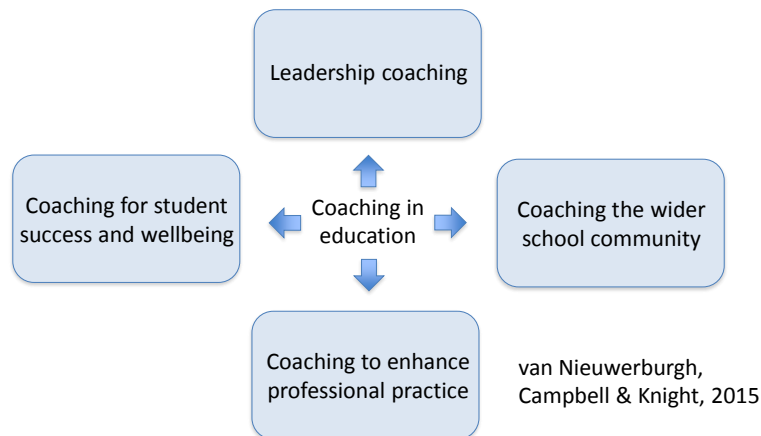 Leadership coaching
Coaching for student
success and wellbeing
Coaching in
education
Coaching the wider
school community
Coaching to enhance
professional practice
van Nieuwerburgh,
Campbell & Knight, 2015